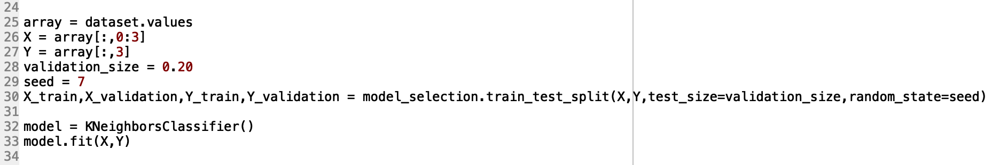 24
25 array = dataset.values
26 X = array[:,0:3]
27 Y = array[:,3]
28 validation_size = 0.20
29 seed = 7
30 X_train,X_validation,Y_train,Y_validation = model_selection.train_test_split(X,Y,test_size=validation_size,random_state=seed)
31
32 model = KNeighborsClassifier()
33 model.fit(X,Y)
34